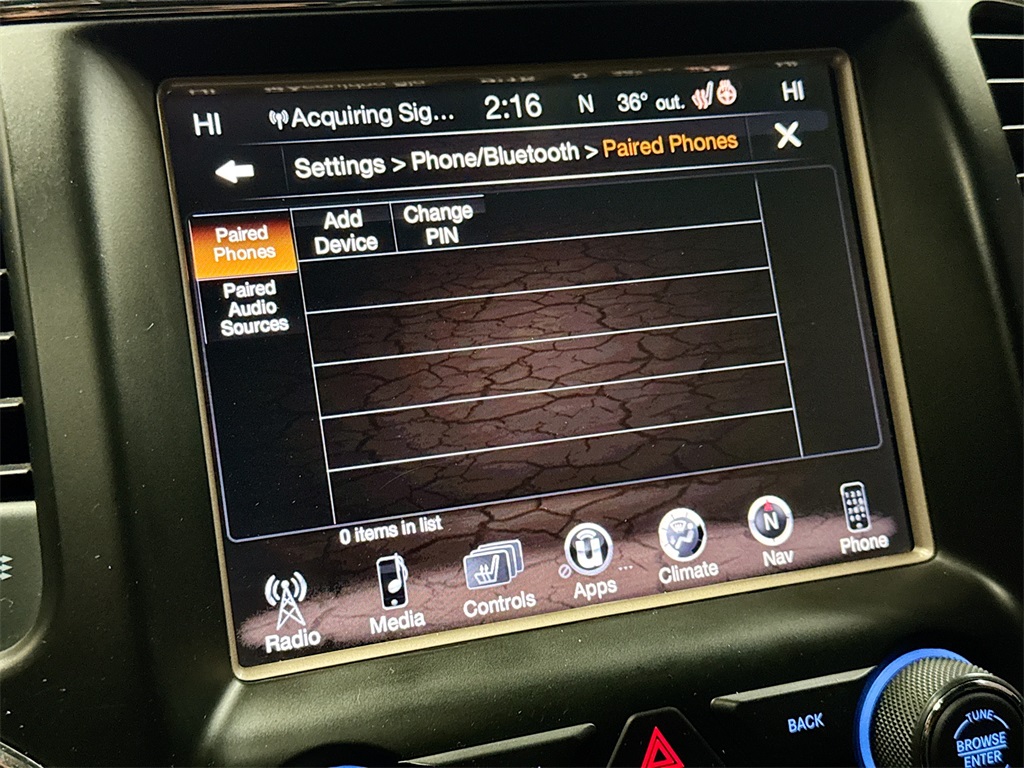 HI Acquiring Sig... 2:16 N 36° out. HI
Settings > Phone/Bluetooth > Paired Phones X
Paired
Phones
Add
Device
Change
PIN
Paired
Audio
Sources
0 items in list
Radio
Media
Controls
Apps
...
Climate
N
Nav
Phone
BACK
TUNE
BROWSE
ENTER